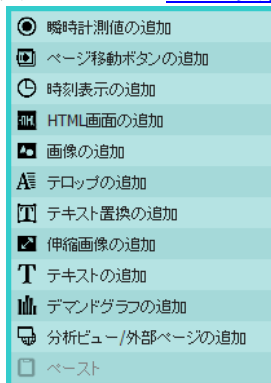 瞬時計測値の追加
ページ移動ボタンの追加
時刻表示の追加
HTML画面の追加
画像の追加
テロップの追加
テキスト置換の追加
伸縮画像の追加
テキストの追加
デマンドグラフの追加
分析ビュー/外部ページの追加
ペースト